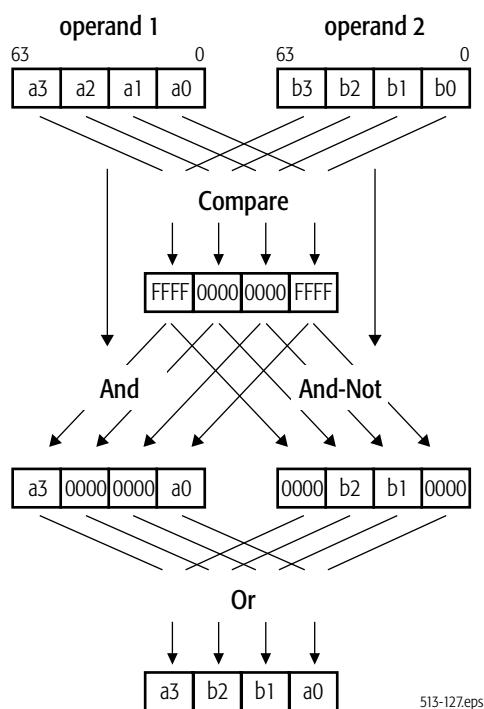 operand 1 operand 2
63 0 63 0
a3 a2 a1 a0 b3 b2 b1 b0
Compare
FFFF 0000 0000 FFFF
And And-Not
a3 0000 0000 a0 0000 b2 b1 0000
Or
a3 b2 b1 a0
513-127.eps